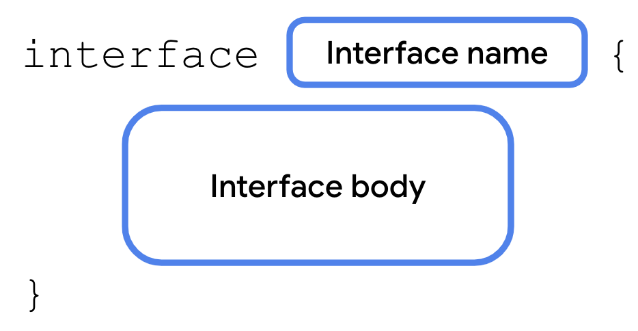 interface Interface name {
Interface body
}